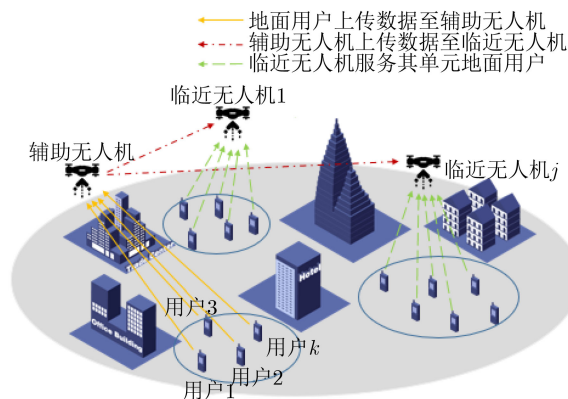 地面用户上传数据至辅助无人机
辅助无人机上传数据至临近无人机
临近无人机服务其单元地面用户
临近无人机1
辅助无人机
临近无人机j
Hotel
用户3
Office Building
用户k
用户2
用户1